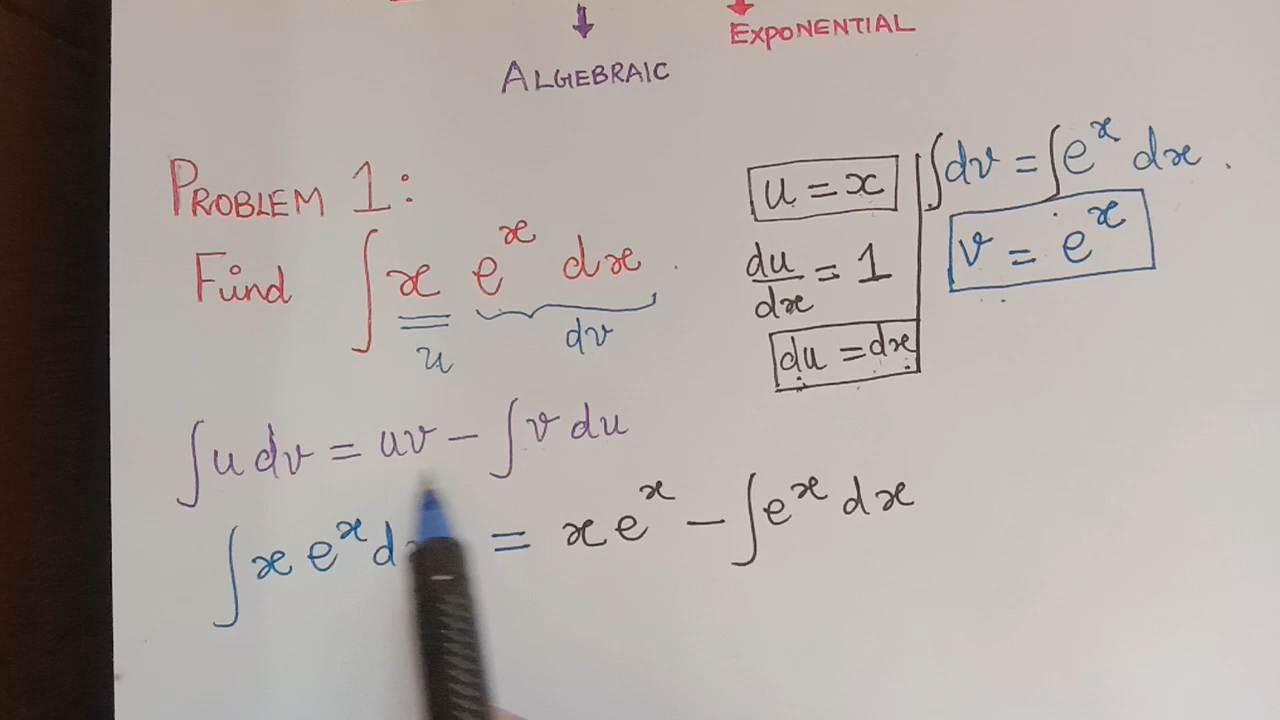 EXPONENTIAL
ALGEBRAIC
PROBLEM 1:
Find ∫ x e^x dx.
u
dv
u = x
du/dx = 1
du = dx
∫dv = ∫e^x dx.
v = e^x
∫u dv = uv − ∫v du
∫x e^x d = x e^x − ∫e^x dx